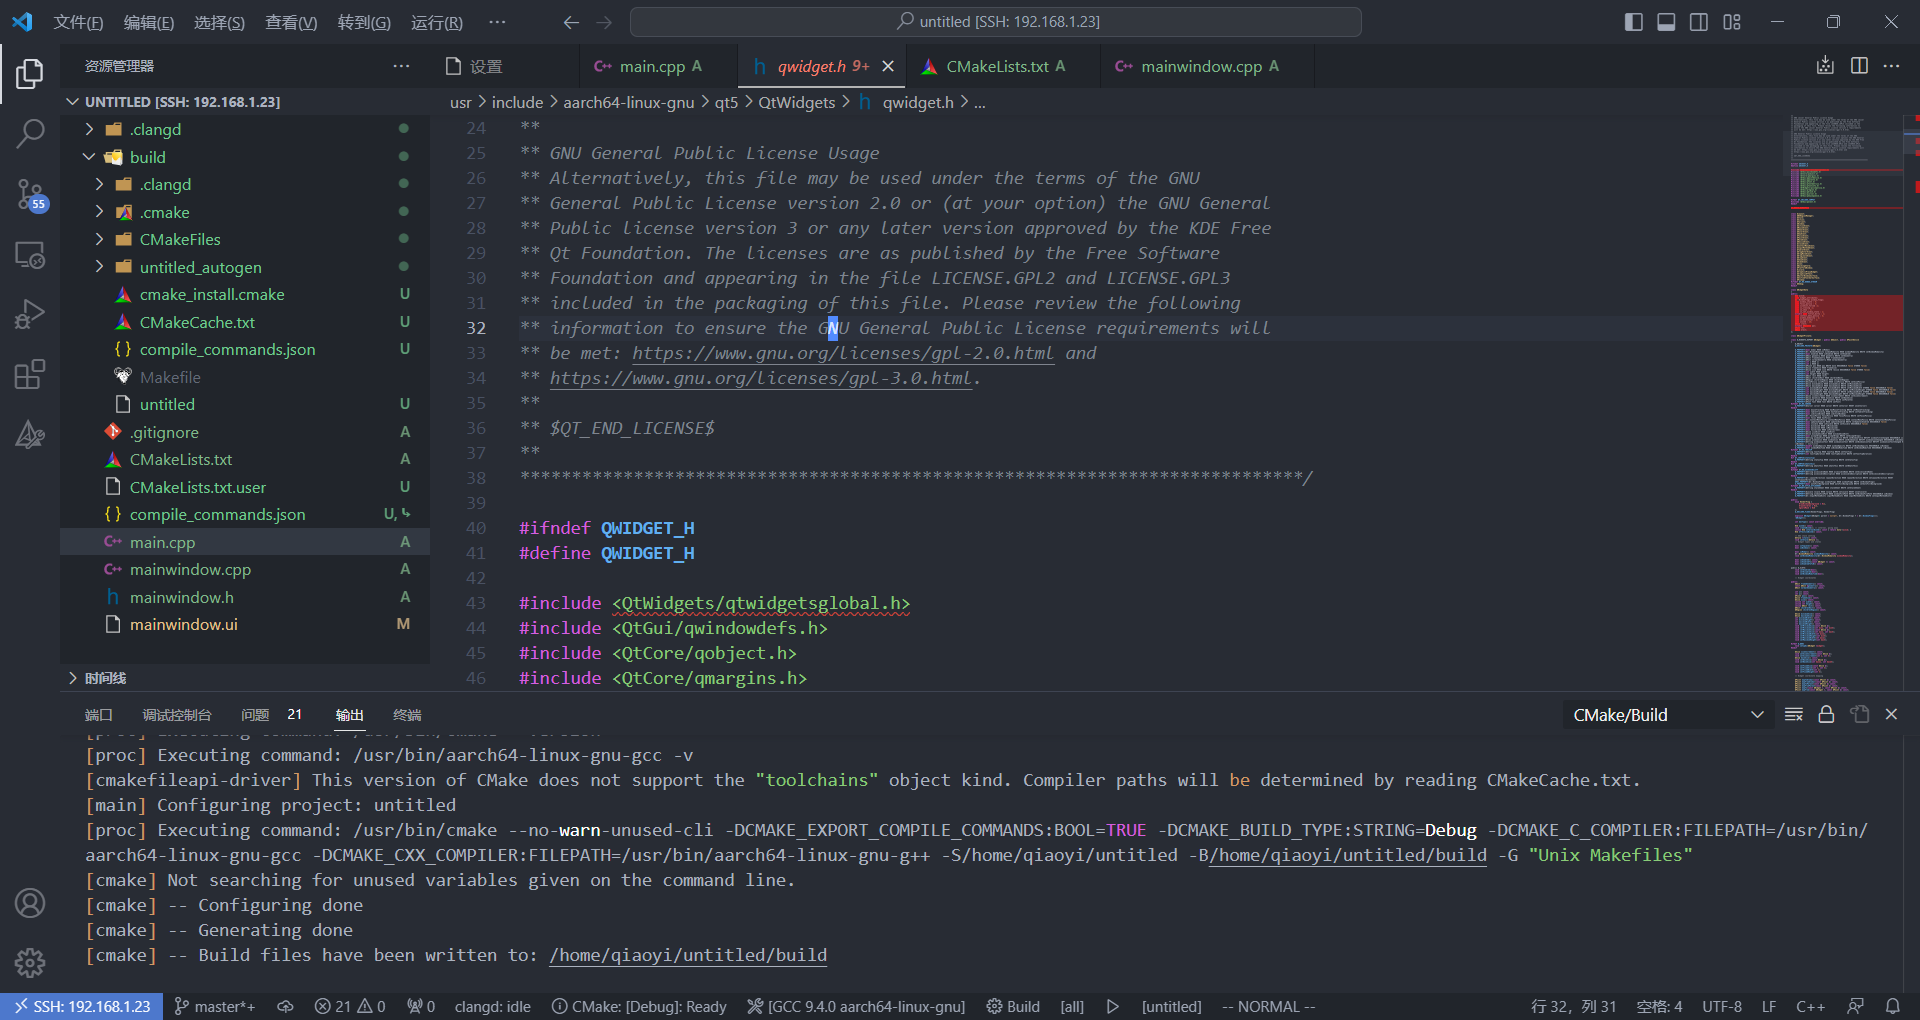 文件(F) 编辑(E) 选择(S) 查看(V) 转到(G) 运行(R) ··· untitled [SSH: 192.168.1.23]
资源管理器
设置 main.cpp A qwidget.h 9+ CMakeLists.txt A mainwindow.cpp A
UNTITLED [SSH: 192.168.1.23]
.clangd
build
.clangd
.cmake
CMakeFiles
untitled_autogen
cmake_install.cmake U
CMakeCache.txt U
{} compile_commands.json U
Makefile
untitled U
.gitignore A
CMakeLists.txt A
CMakeLists.txt.user U
{} compile_commands.json U,
C++ main.cpp A
C++ mainwindow.cpp A
h mainwindow.h A
mainwindow.ui M
时间线
55
usr > include > aarch64-linux-gnu > qt5 > QtWidgets > h qwidget.h > ...
24 **
25 ** GNU General Public License Usage
26 ** Alternatively, this file may be used under the terms of the GNU
27 ** General Public License version 2.0 or (at your option) the GNU General
28 ** Public license version 3 or any later version approved by the KDE Free
29 ** Qt Foundation. The licenses are as published by the Free Software
30 ** Foundation and appearing in the file LICENSE.GPL2 and LICENSE.GPL3
31 ** included in the packaging of this file. Please review the following
32 ** information to ensure the GNU General Public License requirements will
33 ** be met: https://www.gnu.org/licenses/gpl-2.0.html and
34 ** https://www.gnu.org/licenses/gpl-3.0.html.
35 **
36 ** $QT_END_LICENSE$
37 **
38 ****************************************************************************/
39
40 #ifndef QWIDGET_H
41 #define QWIDGET_H
42
43 #include <QtWidgets/qtwidgetsglobal.h>
44 #include <QtGui/qwindowdefs.h>
45 #include <QtCore/qobject.h>
46 #include <QtCore/qmargins.h>
端口 调试控制台 问题 21 输出 终端 CMake/Build
[proc] Executing command: /usr/bin/aarch64-linux-gnu-gcc -v
[cmakefileapi-driver] This version of CMake does not support the "toolchains" object kind. Compiler paths will be determined by reading CMakeCache.txt.
[main] Configuring project: untitled
[proc] Executing command: /usr/bin/cmake --no-warn-unused-cli -DCMAKE_EXPORT_COMPILE_COMMANDS:BOOL=TRUE -DCMAKE_BUILD_TYPE:STRING=Debug -DCMAKE_C_COMPILER:FILEPATH=/usr/bin/
aarch64-linux-gnu-gcc -DCMAKE_CXX_COMPILER:FILEPATH=/usr/bin/aarch64-linux-gnu-g++ -S/home/qiaoyi/untitled -B/home/qiaoyi/untitled/build -G "Unix Makefiles"
[cmake] Not searching for unused variables given on the command line.
[cmake] -- Configuring done
[cmake] -- Generating done
[cmake] -- Build files have been written to: /home/qiaoyi/untitled/build
SSH: 192.168.1.23 master*+ 21 0 0 clangd: idle CMake: [Debug]: Ready [GCC 9.4.0 aarch64-linux-gnu] Build [all] [untitled] -- NORMAL -- 行 32，列 31 空格: 4 UTF-8 LF C++